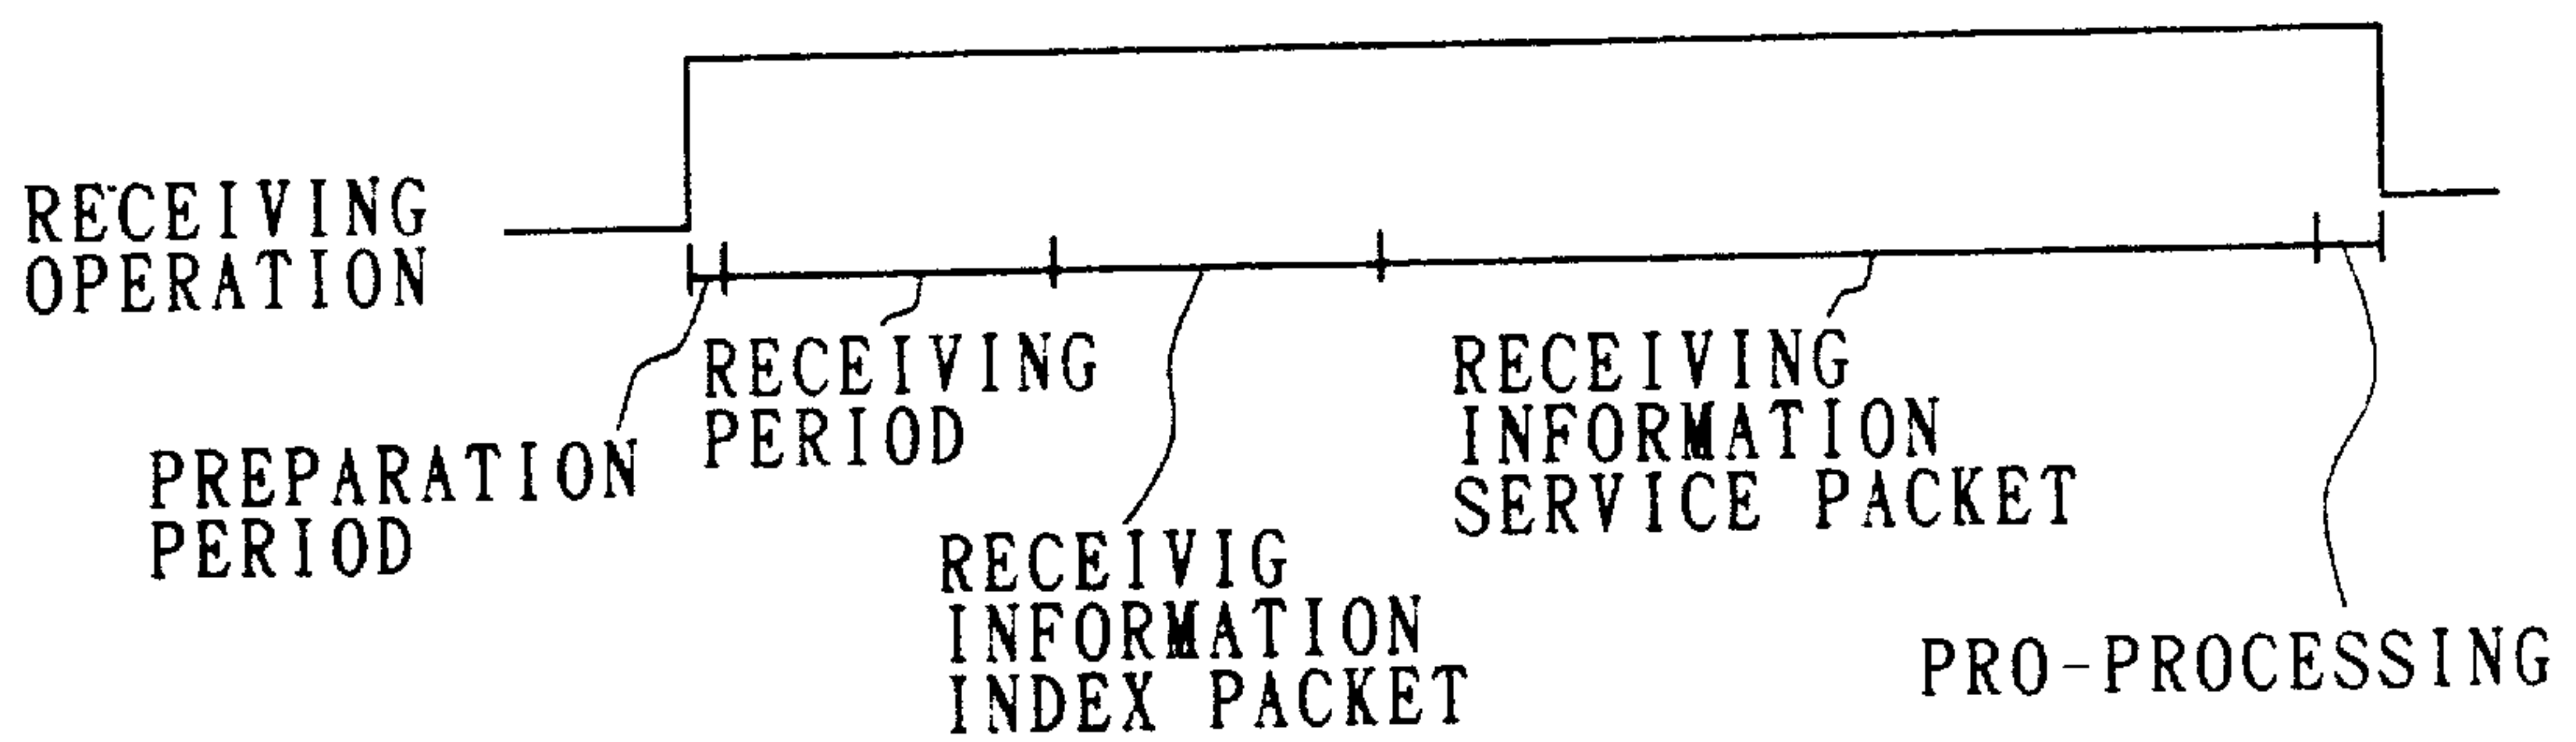 RECEIVING
OPERATION
PREPARATION
PERIOD
RECEIVING
PERIOD
RECEIVIG
INFORMATION
INDEX PACKET
RECEIVING
INFORMATION
SERVICE PACKET
PRO-PROCESSING